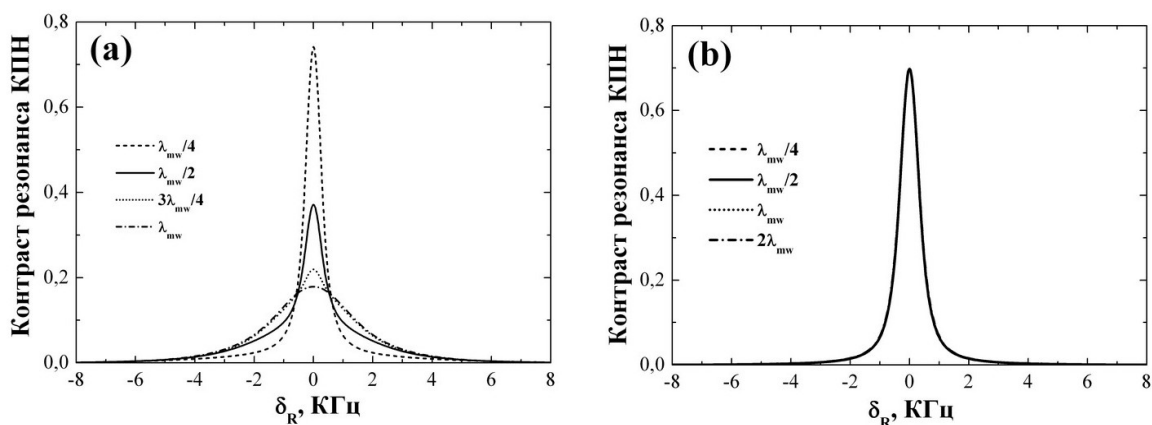 (a)
Контраст резонанса КПН
0,8
0,6
0,4
0,2
0,0
λmw/4
λmw/2
3λmw/4
λmw
-8 -6 -4 -2 0 2 4 6 8
δR, КГц
(b)
Контраст резонанса КПН
0,8
0,6
0,4
0,2
0,0
λmw/4
λmw/2
λmw
2λmw
-8 -6 -4 -2 0 2 4 6 8
δR, КГц